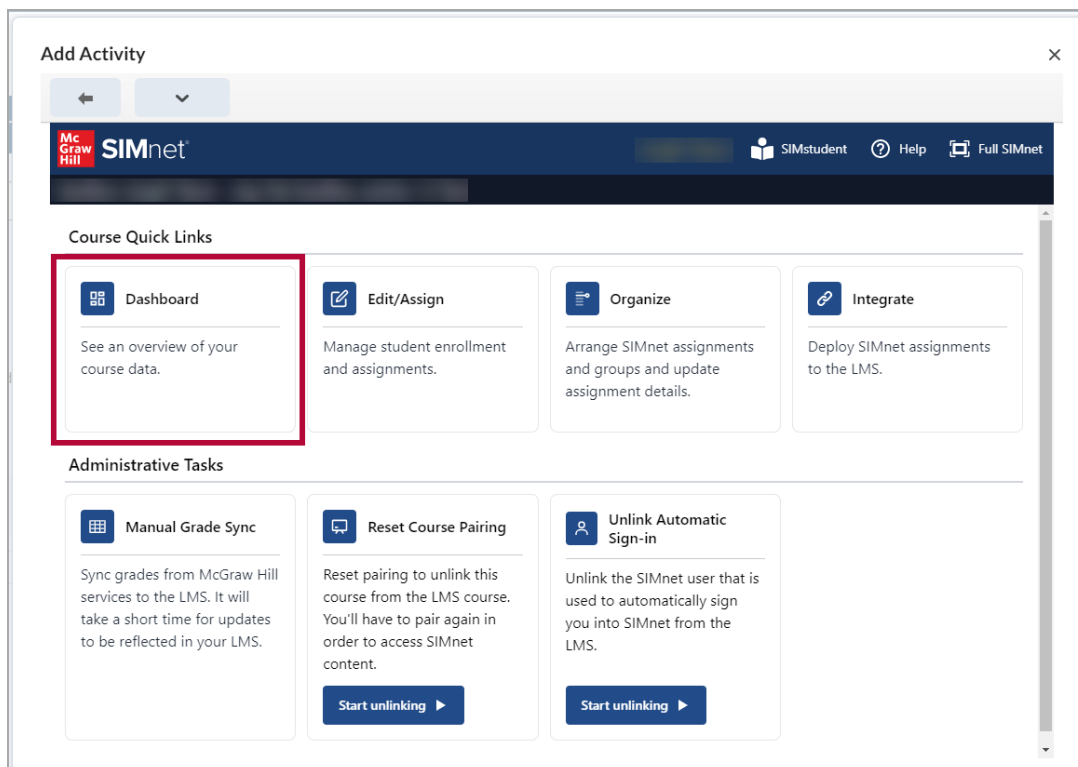 Add Activity
Mc Graw Hill SIMnet
SIMstudent
Help
Full SIMnet
Course Quick Links
Dashboard
See an overview of your
course data.
Edit/Assign
Manage student enrollment
and assignments.
Organize
Arrange SIMnet assignments
and groups and update
assignment details.
Integrate
Deploy SIMnet assignments
to the LMS.
Administrative Tasks
Manual Grade Sync
Sync grades from McGraw Hill
services to the LMS. It will
take a short time for updates
to be reflected in your LMS.
Reset Course Pairing
Reset pairing to unlink this
course from the LMS course.
You'll have to pair again in
order to access SIMnet
content.
Start unlinking
Unlink Automatic
Sign-in
Unlink the SIMnet user that is
used to automatically sign
you into SIMnet from the
LMS.
Start unlinking